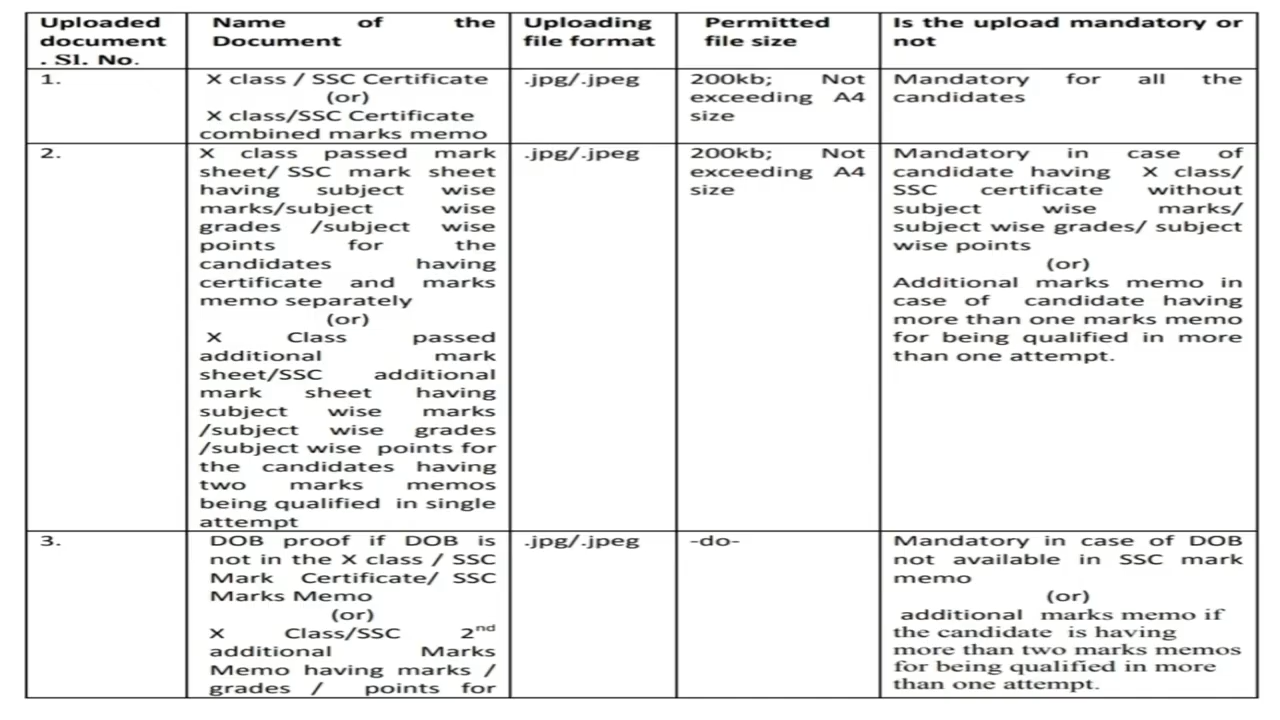 Uploaded document . Sl. No.
Name of the Document
Uploading file format
Permitted file size
Is the upload mandatory or not
1.
X class / SSC Certificate
(or)
X class/SSC Certificate
combined marks memo
.jpg/.jpeg
200kb; Not
exceeding A4
size
Mandatory for all the
candidates
2.
X class passed mark
sheet/ SSC mark sheet
having subject wise
marks/subject wise
grades /subject wise
points for the
candidates having
certificate and marks
memo separately
(or)
X Class passed
additional mark
sheet/SSC additional
mark sheet having
subject wise marks
/subject wise grades
/subject wise points for
the candidates having
two marks memos
being qualified in single
attempt
.jpg/.jpeg
200kb; Not
exceeding A4
size
Mandatory in case of
candidate having X class/
SSC certificate without
subject wise marks/
subject wise grades/ subject
wise points
(or)
Additional marks memo in
case of candidate having
more than one marks memo
for being qualified in more
than one attempt.
3.
DOB proof if DOB is
not in the X class / SSC
Mark Certificate/ SSC
Marks Memo
(or)
X Class/SSC 2nd
additional Marks
Memo having marks /
grades / points for
.jpg/.jpeg
-do-
Mandatory in case of DOB
not available in SSC mark
memo
(or)
additional marks memo if
the candidate is having
more than two marks memos
for being qualified in more
than one attempt.